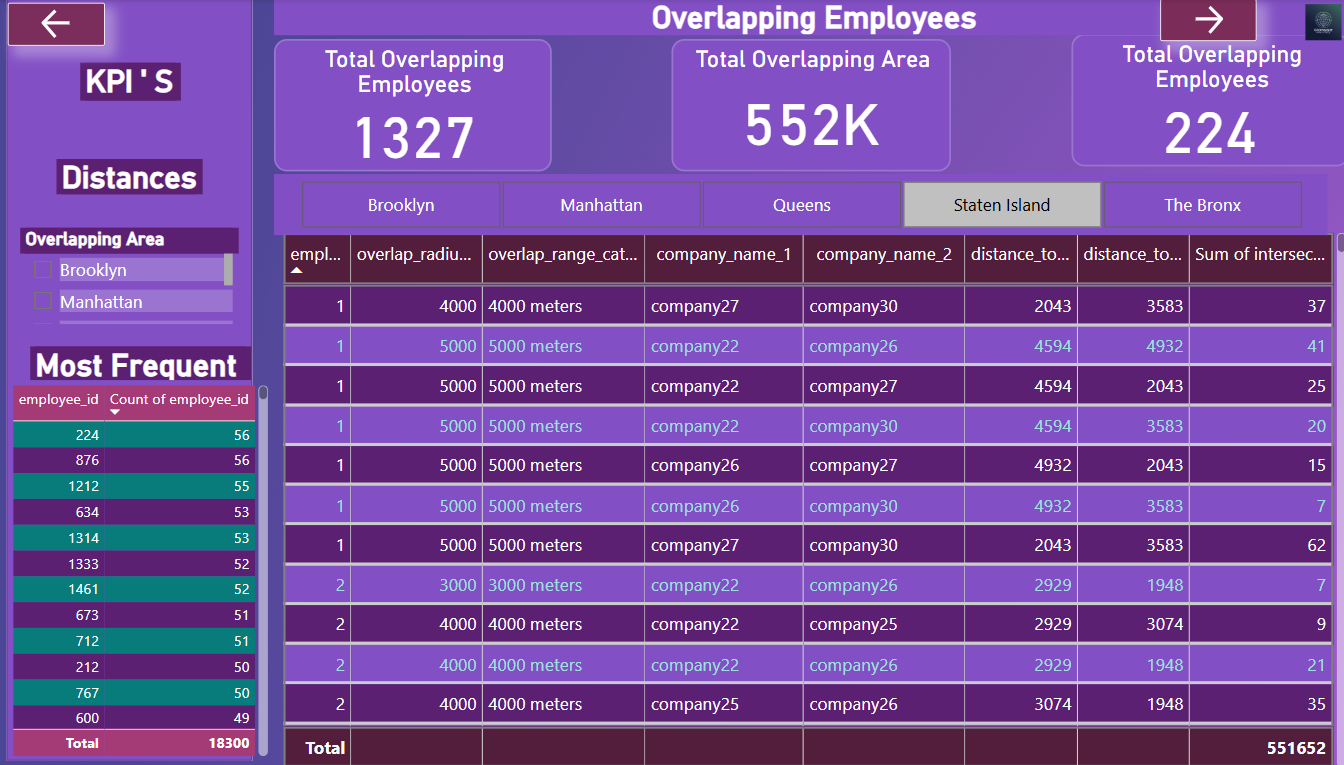 Overlapping Employees
KPI ' S
Distances
Overlapping Area
Brooklyn
Manhattan
Most Frequent
employee_id Count of employee_id
224 56
876 56
1212 55
634 53
1314 53
1333 52
1461 52
673 51
712 51
212 50
767 50
600 49
Total 18300
Total Overlapping
Employees
1327
Total Overlapping Area
552K
Total Overlapping
Employees
224
Brooklyn Manhattan Queens Staten Island The Bronx
empl... overlap_radiu... overlap_range_cat... company_name_1 company_name_2 distance_to... distance_to... Sum of intersec...
1 4000 4000 meters company27 company30 2043 3583 37
1 5000 5000 meters company22 company26 4594 4932 41
1 5000 5000 meters company22 company27 4594 2043 25
1 5000 5000 meters company22 company30 4594 3583 20
1 5000 5000 meters company26 company27 4932 2043 15
1 5000 5000 meters company26 company30 4932 3583 7
1 5000 5000 meters company27 company30 2043 3583 62
2 3000 3000 meters company22 company26 2929 1948 7
2 4000 4000 meters company22 company25 2929 3074 9
2 4000 4000 meters company22 company26 2929 1948 21
2 4000 4000 meters company25 company26 3074 1948 35
Total 551652